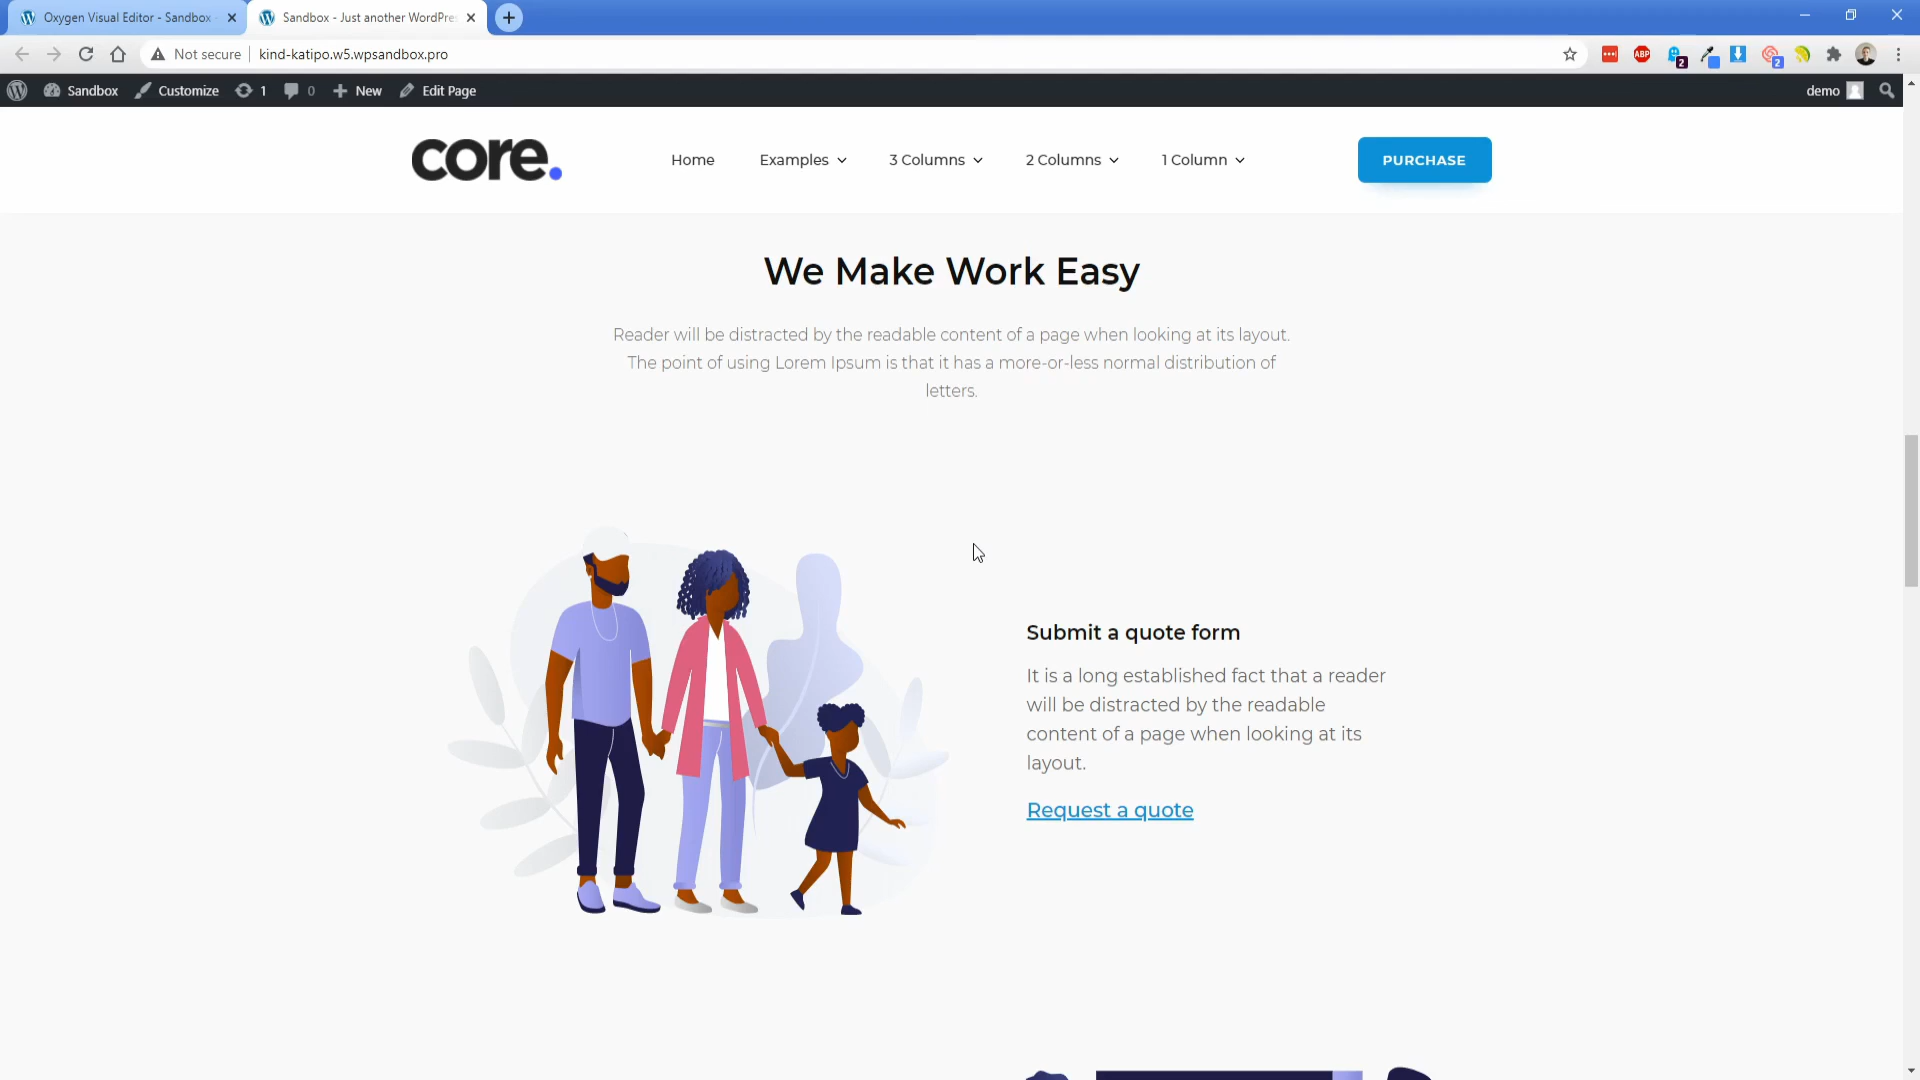 Oxygen Visual Editor - Sandbox
Sandbox - Just another WordPre
Not secure
kind-katipo.w5.wpsandbox.pro
ABP
2
2
Sandbox
Customize
1
0
New
Edit Page
demo
core.
Home
Examples
3 Columns
2 Columns
1 Column
PURCHASE
We Make Work Easy
Reader will be distracted by the readable content of a page when looking at its layout.
The point of using Lorem Ipsum is that it has a more-or-less normal distribution of
letters.
Submit a quote form
It is a long established fact that a reader
will be distracted by the readable
content of a page when looking at its
layout.
Request a quote